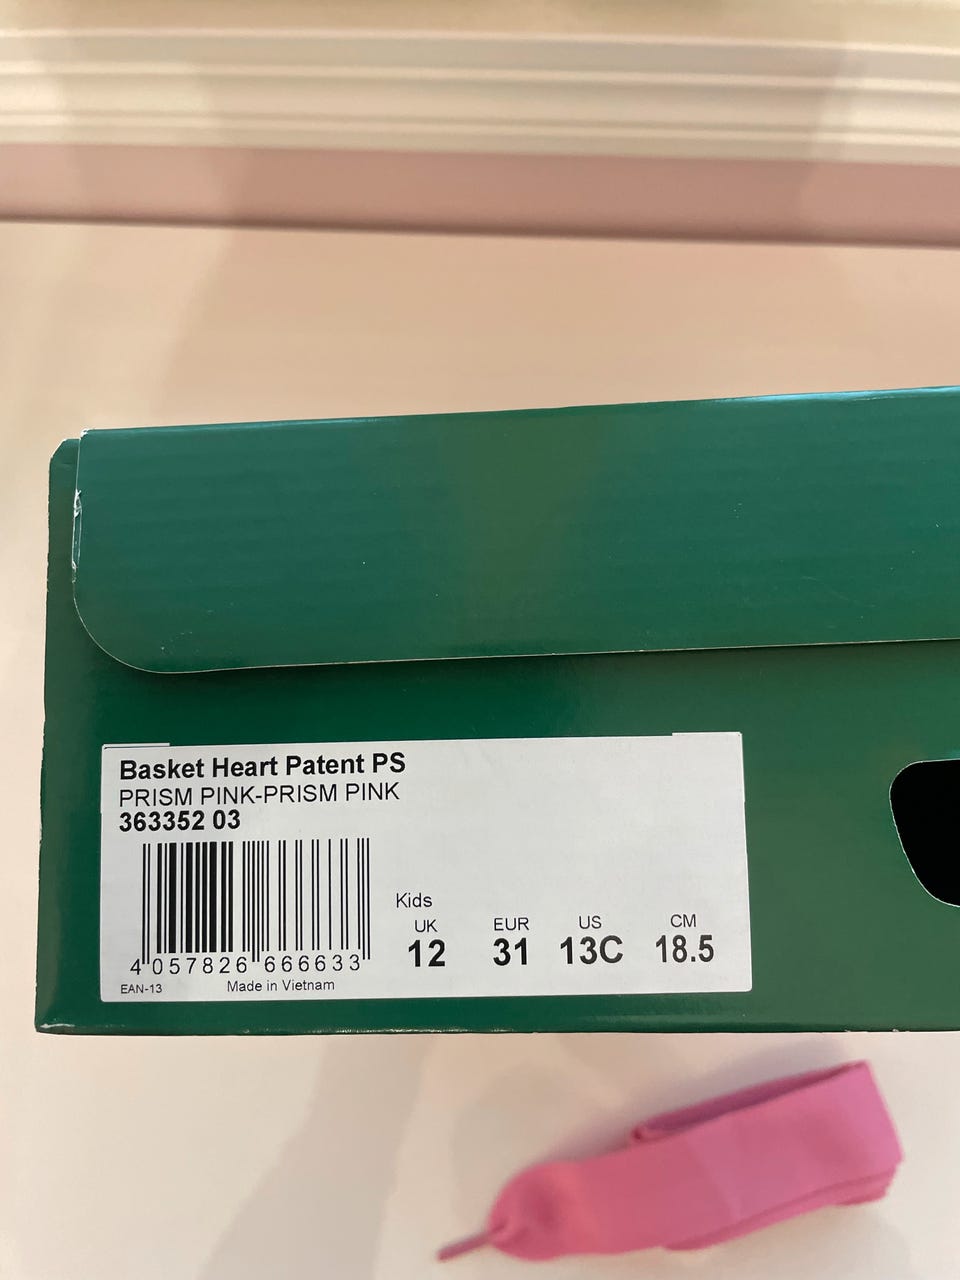 Basket Heart Patent PS
PRISM PINK-PRISM PINK
363352 03
4 057826 666633
EAN-13
Made in Vietnam
Kids
UK EUR US CM
12 31 13C 18.5